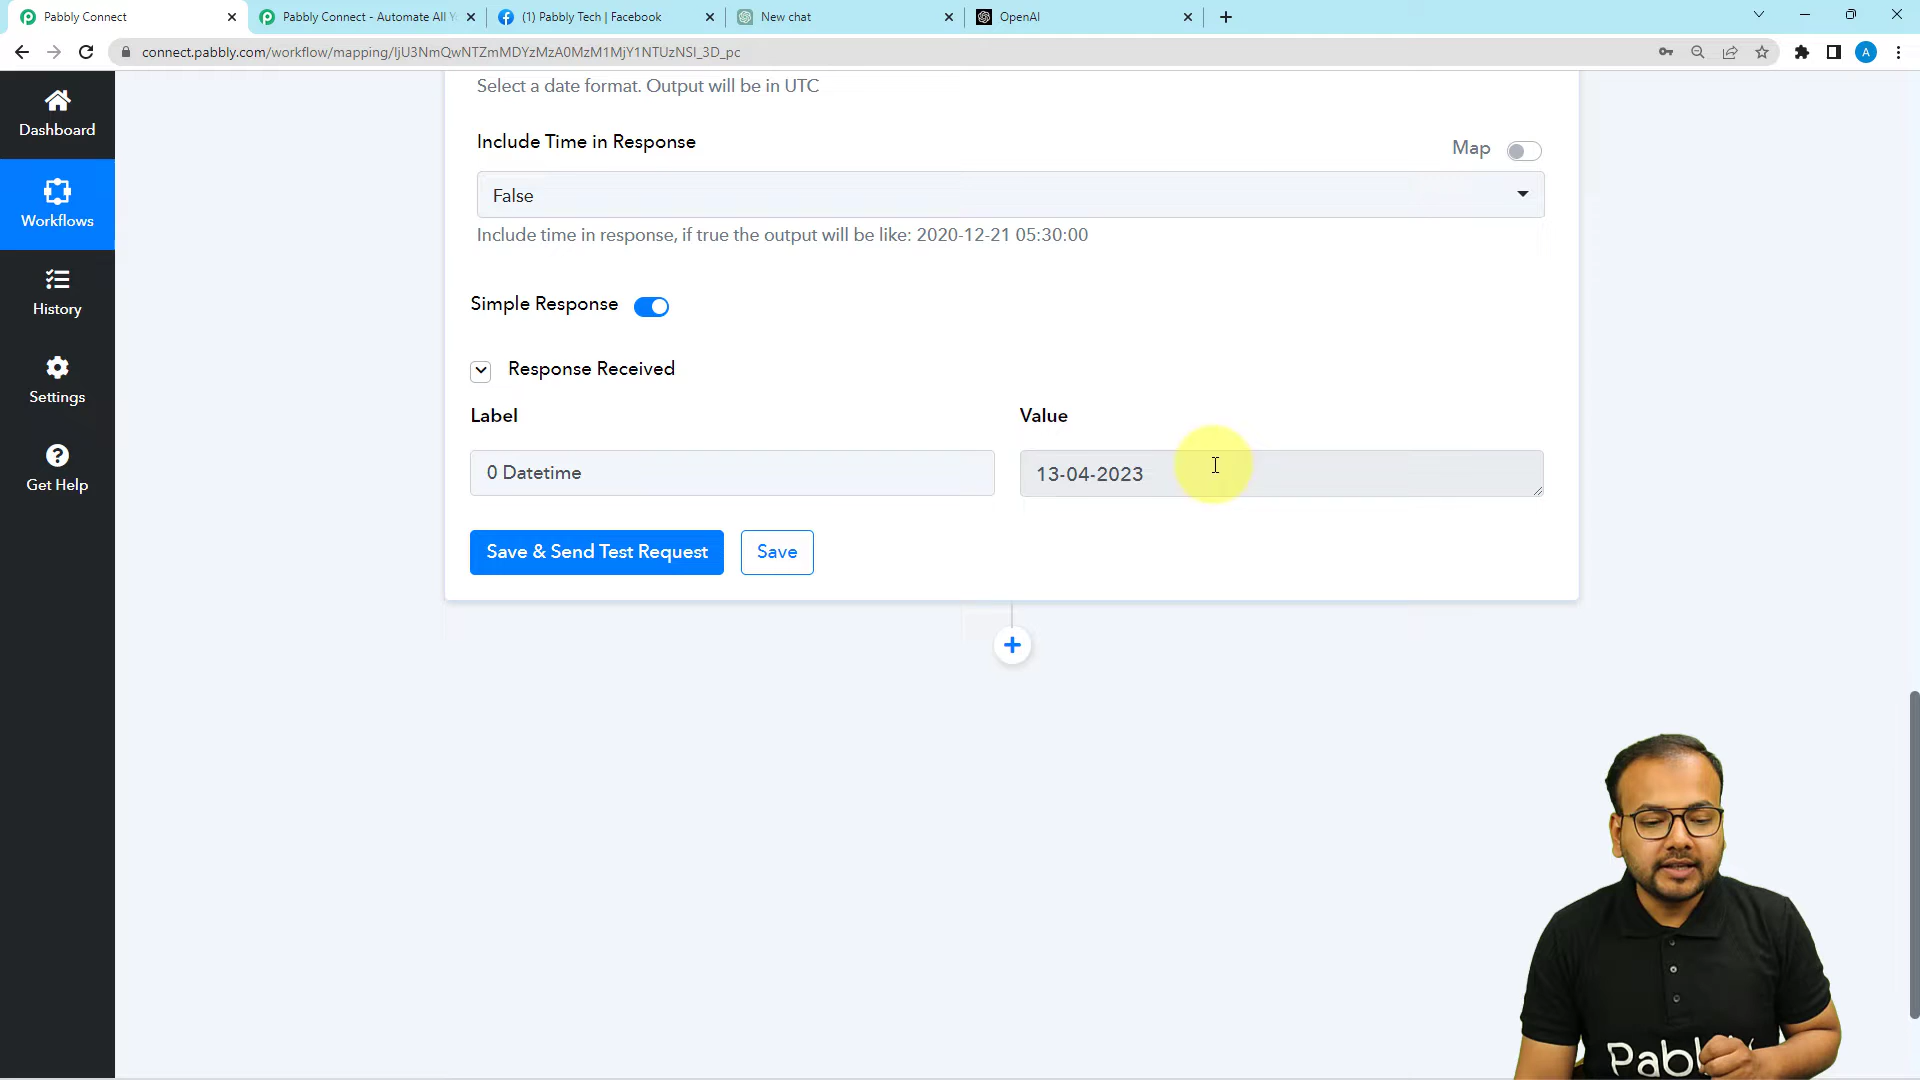 Pabbly Connect
Pabbly Connect - Automate All Y
(1) Pabbly Tech | Facebook
New chat
OpenAI
connect.pabbly.com/workflow/mapping/IjU3NmQwNTZmMDYzMzA0MzM1MjY1NTUzNSI_3D_pc
A
Dashboard
Workflows
History
Settings
Get Help
Select a date format. Output will be in UTC
Include Time in Response
Map
False
Include time in response, if true the output will be like: 2020-12-21 05:30:00
Simple Response
Response Received
Label
Value
0 Datetime
13-04-2023
Save & Send Test Request
Save